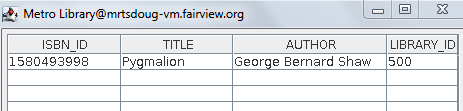 Metro Library@mrtsdoug-vm.fairview.org
ISBN_ID TITLE AUTHOR LIBRARY_ID
1580493998 Pygmalion George Bernard Shaw 500